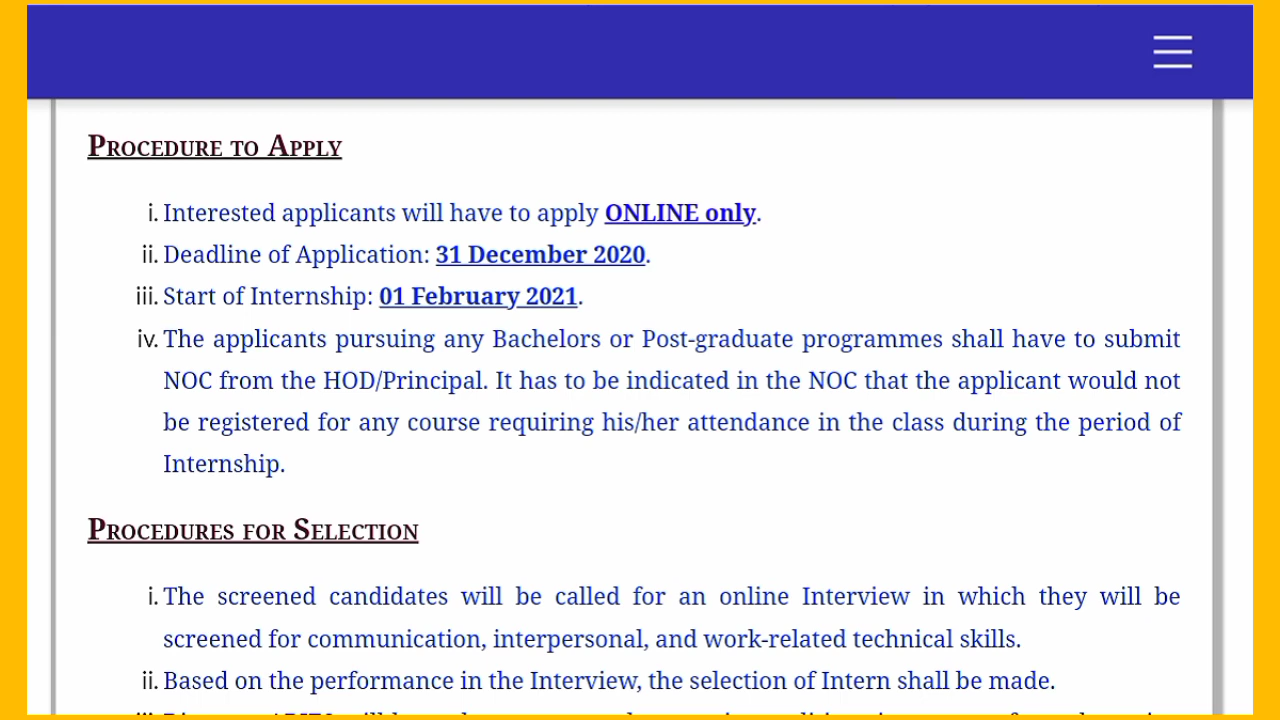 PROCEDURE TO APPLY
i. Interested applicants will have to apply ONLINE only.
ii. Deadline of Application: 31 December 2020.
iii. Start of Internship: 01 February 2021.
iv. The applicants pursuing any Bachelors or Post-graduate programmes shall have to submit
NOC from the HOD/Principal. It has to be indicated in the NOC that the applicant would not
be registered for any course requiring his/her attendance in the class during the period of
Internship.
PROCEDURES FOR SELECTION
i. The screened candidates will be called for an online Interview in which they will be
screened for communication, interpersonal, and work-related technical skills.
ii. Based on the performance in the Interview, the selection of Intern shall be made.